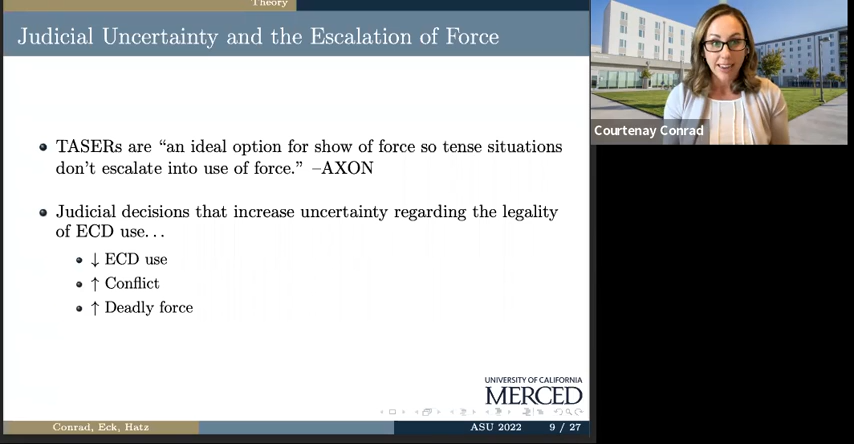 Theory
Judicial Uncertainty and the Escalation of Force
TASERs are “an ideal option for show of force so tense situations
don’t escalate into use of force.” –AXON
Judicial decisions that increase uncertainty regarding the legality
of ECD use. . .
↓ ECD use
↑ Conflict
↑ Deadly force
UNIVERSITY OF CALIFORNIA
MERCED
Conrad, Eck, Hatz
ASU 2022
9 / 27
Courtenay Conrad